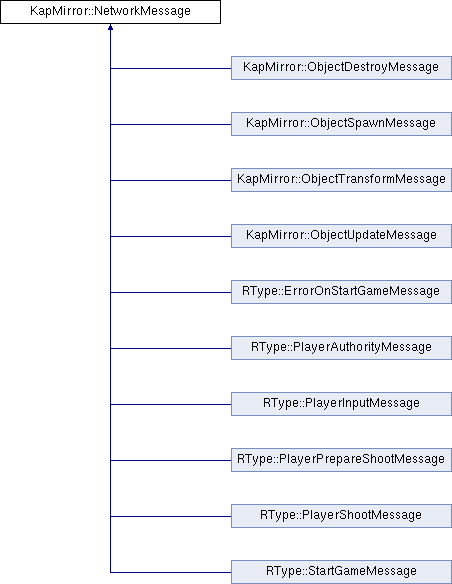 KapMirror::NetworkMessage
KapMirror::ObjectDestroyMessage
KapMirror::ObjectSpawnMessage
KapMirror::ObjectTransformMessage
KapMirror::ObjectUpdateMessage
RType::ErrorOnStartGameMessage
RType::PlayerAuthorityMessage
RType::PlayerInputMessage
RType::PlayerPrepareShootMessage
RType::PlayerShootMessage
RType::StartGameMessage